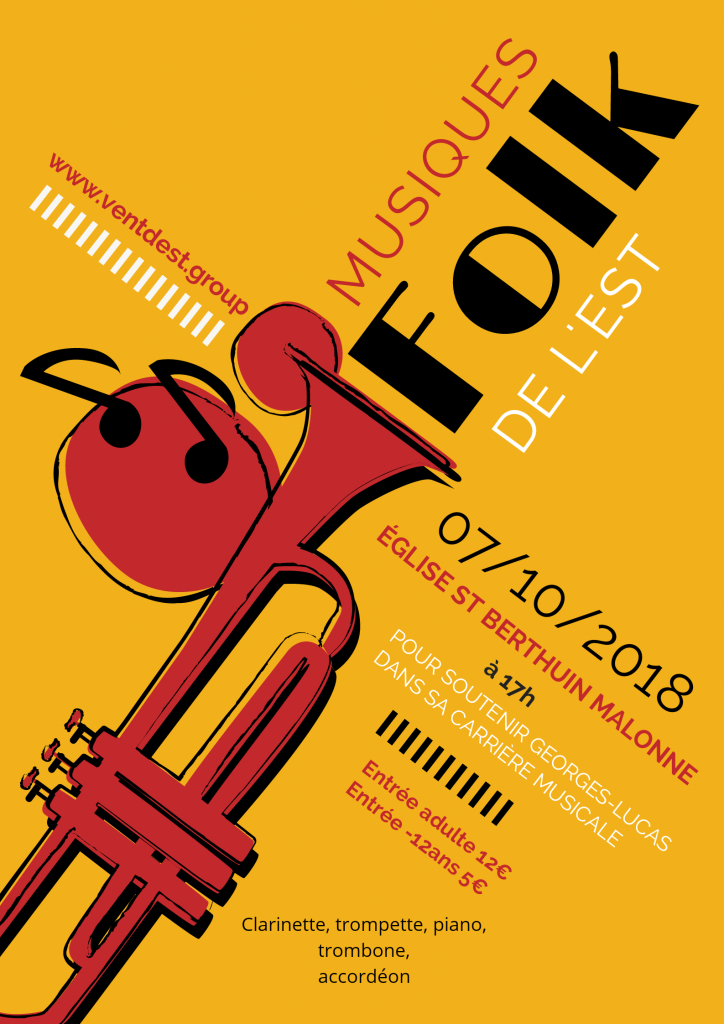 MUSIQUES
FOlK
DE L'EST
www.ventdest.group
07/10/2018
ÉGLISE ST BERTHUIN MALONNE
à 17h
POUR SOUTENIR GEORGES-LUCAS
DANS SA CARRIÈRE MUSICALE
Entrée adulte 12€
Entrée -12ans 5€
Clarinette, trompette, piano,
trombone,
accordéon